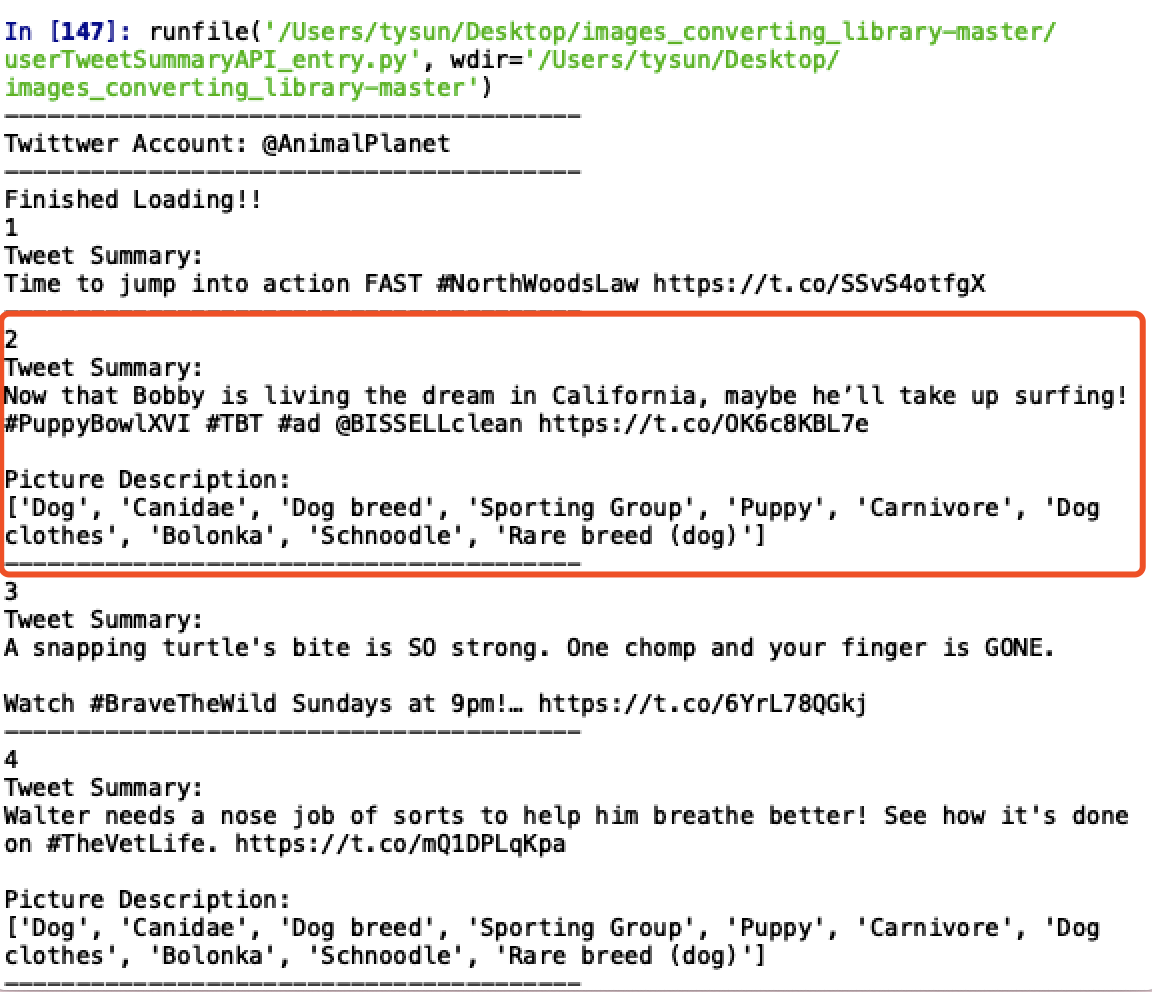 In [147]: runfile('/Users/tysun/Desktop/images_converting_library-master/
userTweetSummaryAPI_entry.py', wdir='/Users/tysun/Desktop/
images_converting_library-master')
----------------------------------------
Twittwer Account: @AnimalPlanet
----------------------------------------
Finished Loading!!
1
Tweet Summary:
Time to jump into action FAST #NorthWoodsLaw https://t.co/SSvS4otfgX
----------------------------------------
2
Tweet Summary:
Now that Bobby is living the dream in California, maybe he’ll take up surfing!
#PuppyBowlXVI #TBT #ad @BISSELLclean https://t.co/OK6c8KBL7e
Picture Description:
['Dog', 'Canidae', 'Dog breed', 'Sporting Group', 'Puppy', 'Carnivore', 'Dog
clothes', 'Bolonka', 'Schnoodle', 'Rare breed (dog)']
----------------------------------------
3
Tweet Summary:
A snapping turtle's bite is SO strong. One chomp and your finger is GONE.
Watch #BraveTheWild Sundays at 9pm!… https://t.co/6YrL78QGkj
----------------------------------------
4
Tweet Summary:
Walter needs a nose job of sorts to help him breathe better! See how it's done
on #TheVetLife. https://t.co/mQ1DPLqKpa
Picture Description:
['Dog', 'Canidae', 'Dog breed', 'Sporting Group', 'Puppy', 'Carnivore', 'Dog
clothes', 'Bolonka', 'Schnoodle', 'Rare breed (dog)']
----------------------------------------